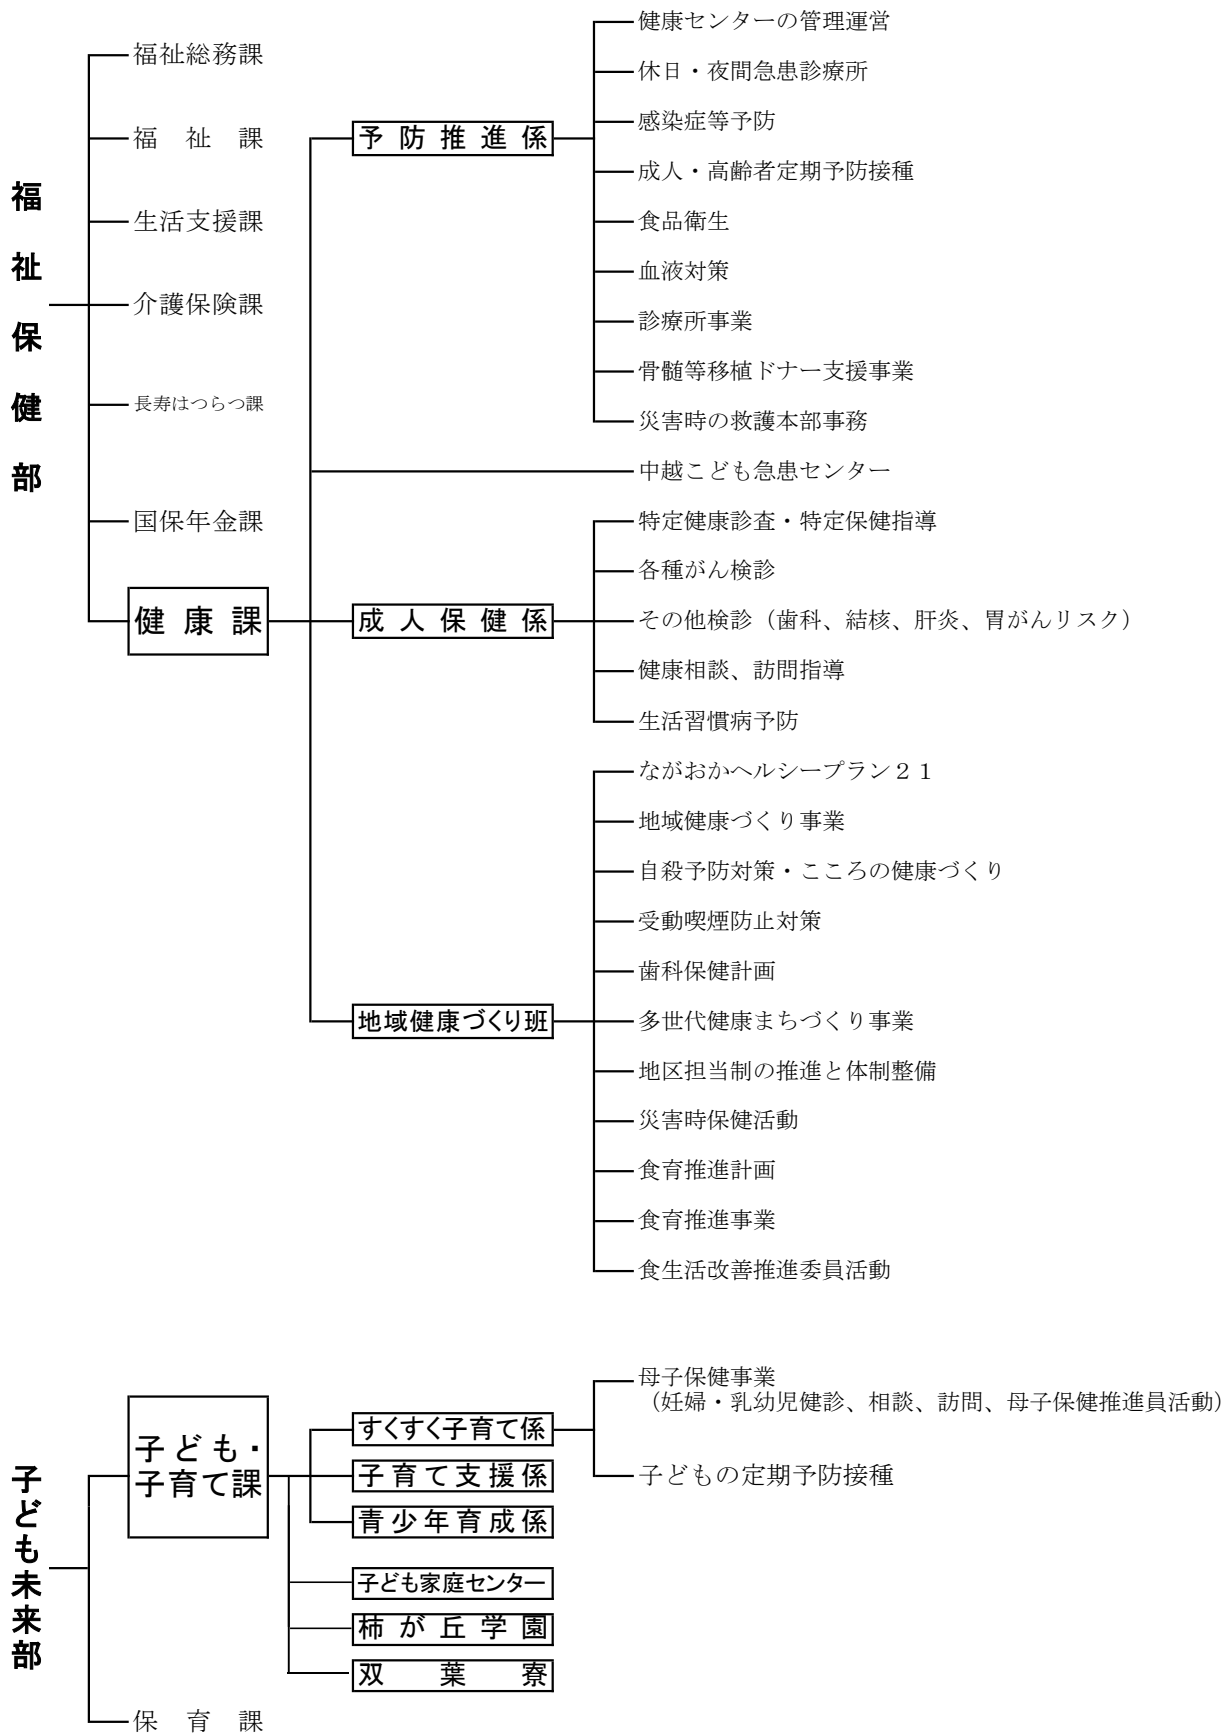 福祉保健部
福祉総務課
福祉課
生活支援課
介護保険課
長寿はつらつ課
国保年金課
健康課
予防推進係
健康センターの管理運営
休日・夜間急患診療所
感染症等予防
成人・高齢者定期予防接種
食品衛生
血液対策
診療所事業
骨髄等移植ドナー支援事業
災害時の救護本部事務
中越こども急患センター
成人保健係
特定健康診査・特定保健指導
各種がん検診
その他検診（歯科、結核、肝炎、胃がんリスク）
健康相談、訪問指導
生活習慣病予防
地域健康づくり班
ながおかヘルシープラン２１
地域健康づくり事業
自殺予防対策・こころの健康づくり
受動喫煙防止対策
歯科保健計画
多世代健康まちづくり事業
地区担当制の推進と体制整備
災害時保健活動
食育推進計画
食育推進事業
食生活改善推進委員活動
子ども未来部
子ども・
子育て課
すくすく子育て係
母子保健事業
（妊婦・乳幼児健診、相談、訪問、母子保健推進員活動）
子どもの定期予防接種
子育て支援係
青少年育成係
子ども家庭センター
柿が丘学園
双葉寮
保育課